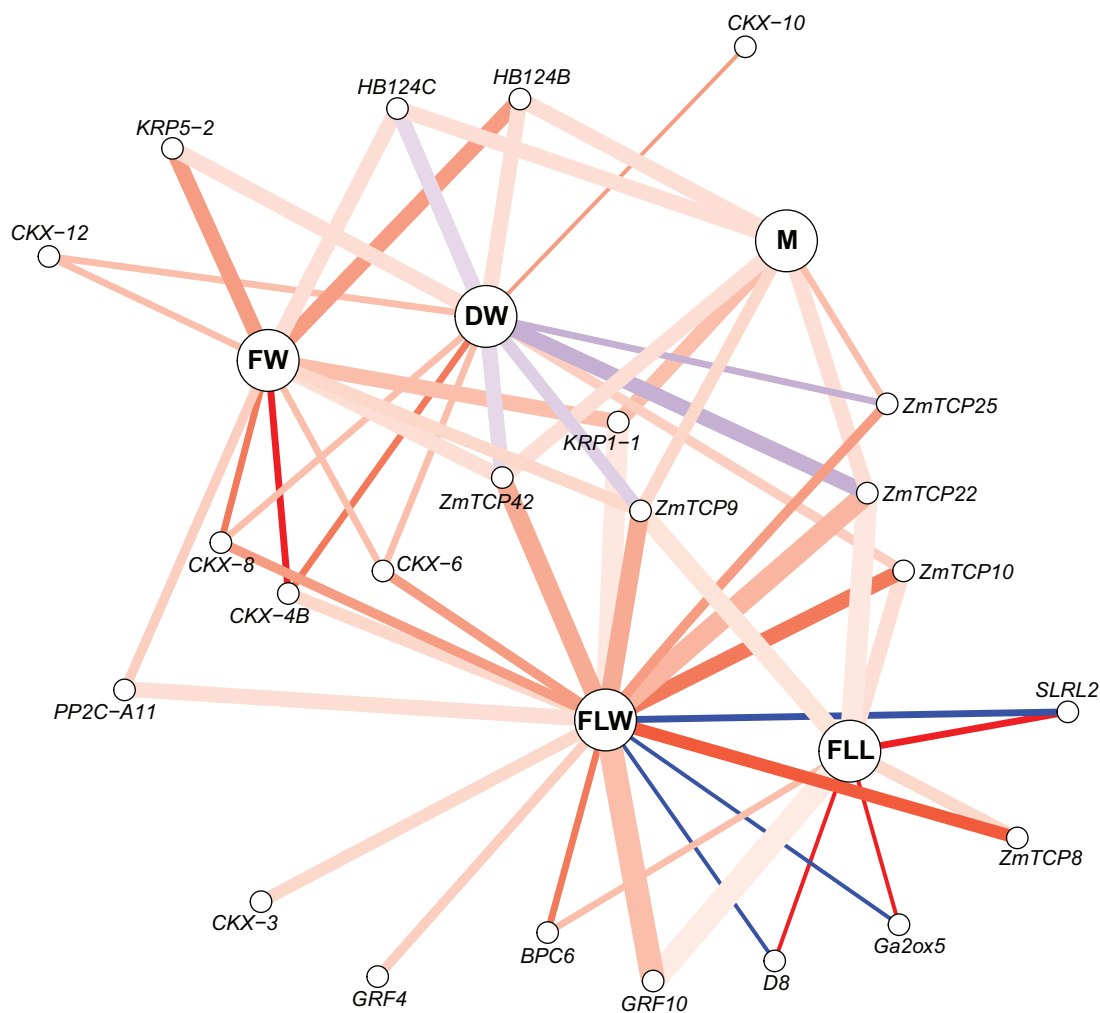 CKX−10
HB124B
HB124C
KRP5−2
CKX−12
M
DW
FW
ZmTCP25
KRP1−1
ZmTCP22
ZmTCP42
ZmTCP9
CKX−8
CKX−6
ZmTCP10
CKX−4B
SLRL2
PP2C−A11
FLW
FLL
ZmTCP8
CKX−3
Ga2ox5
BPC6
D8
GRF4
GRF10